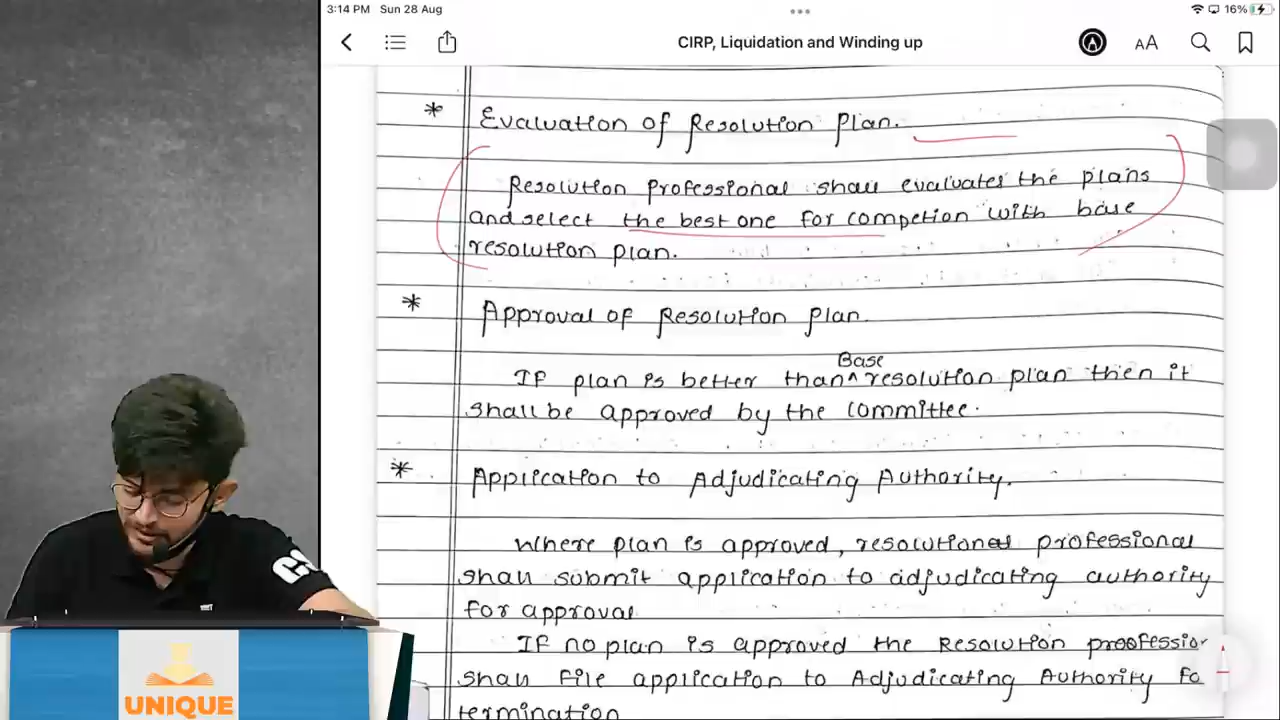 3:14 PM Sun 28 Aug
16%
CIRP, Liquidation and Winding up
AA
* Evaluation of Resolution Plan.
Resolution Professional shall evaluates the plans
and select the best one for competion with base
resolution plan.
* Approval of Resolution Plan.
Base
If plan is better than^ resolution plan then it
shall be approved by the committee.
* Application to Adjudicating Authority.
Where plan is approved, resolutional professional
shall submit application to adjudicating authority
for approval
If no plan is approved the Resolution proofessio
shall file application to Adjudicating Authority fo
termination
UNIQUE